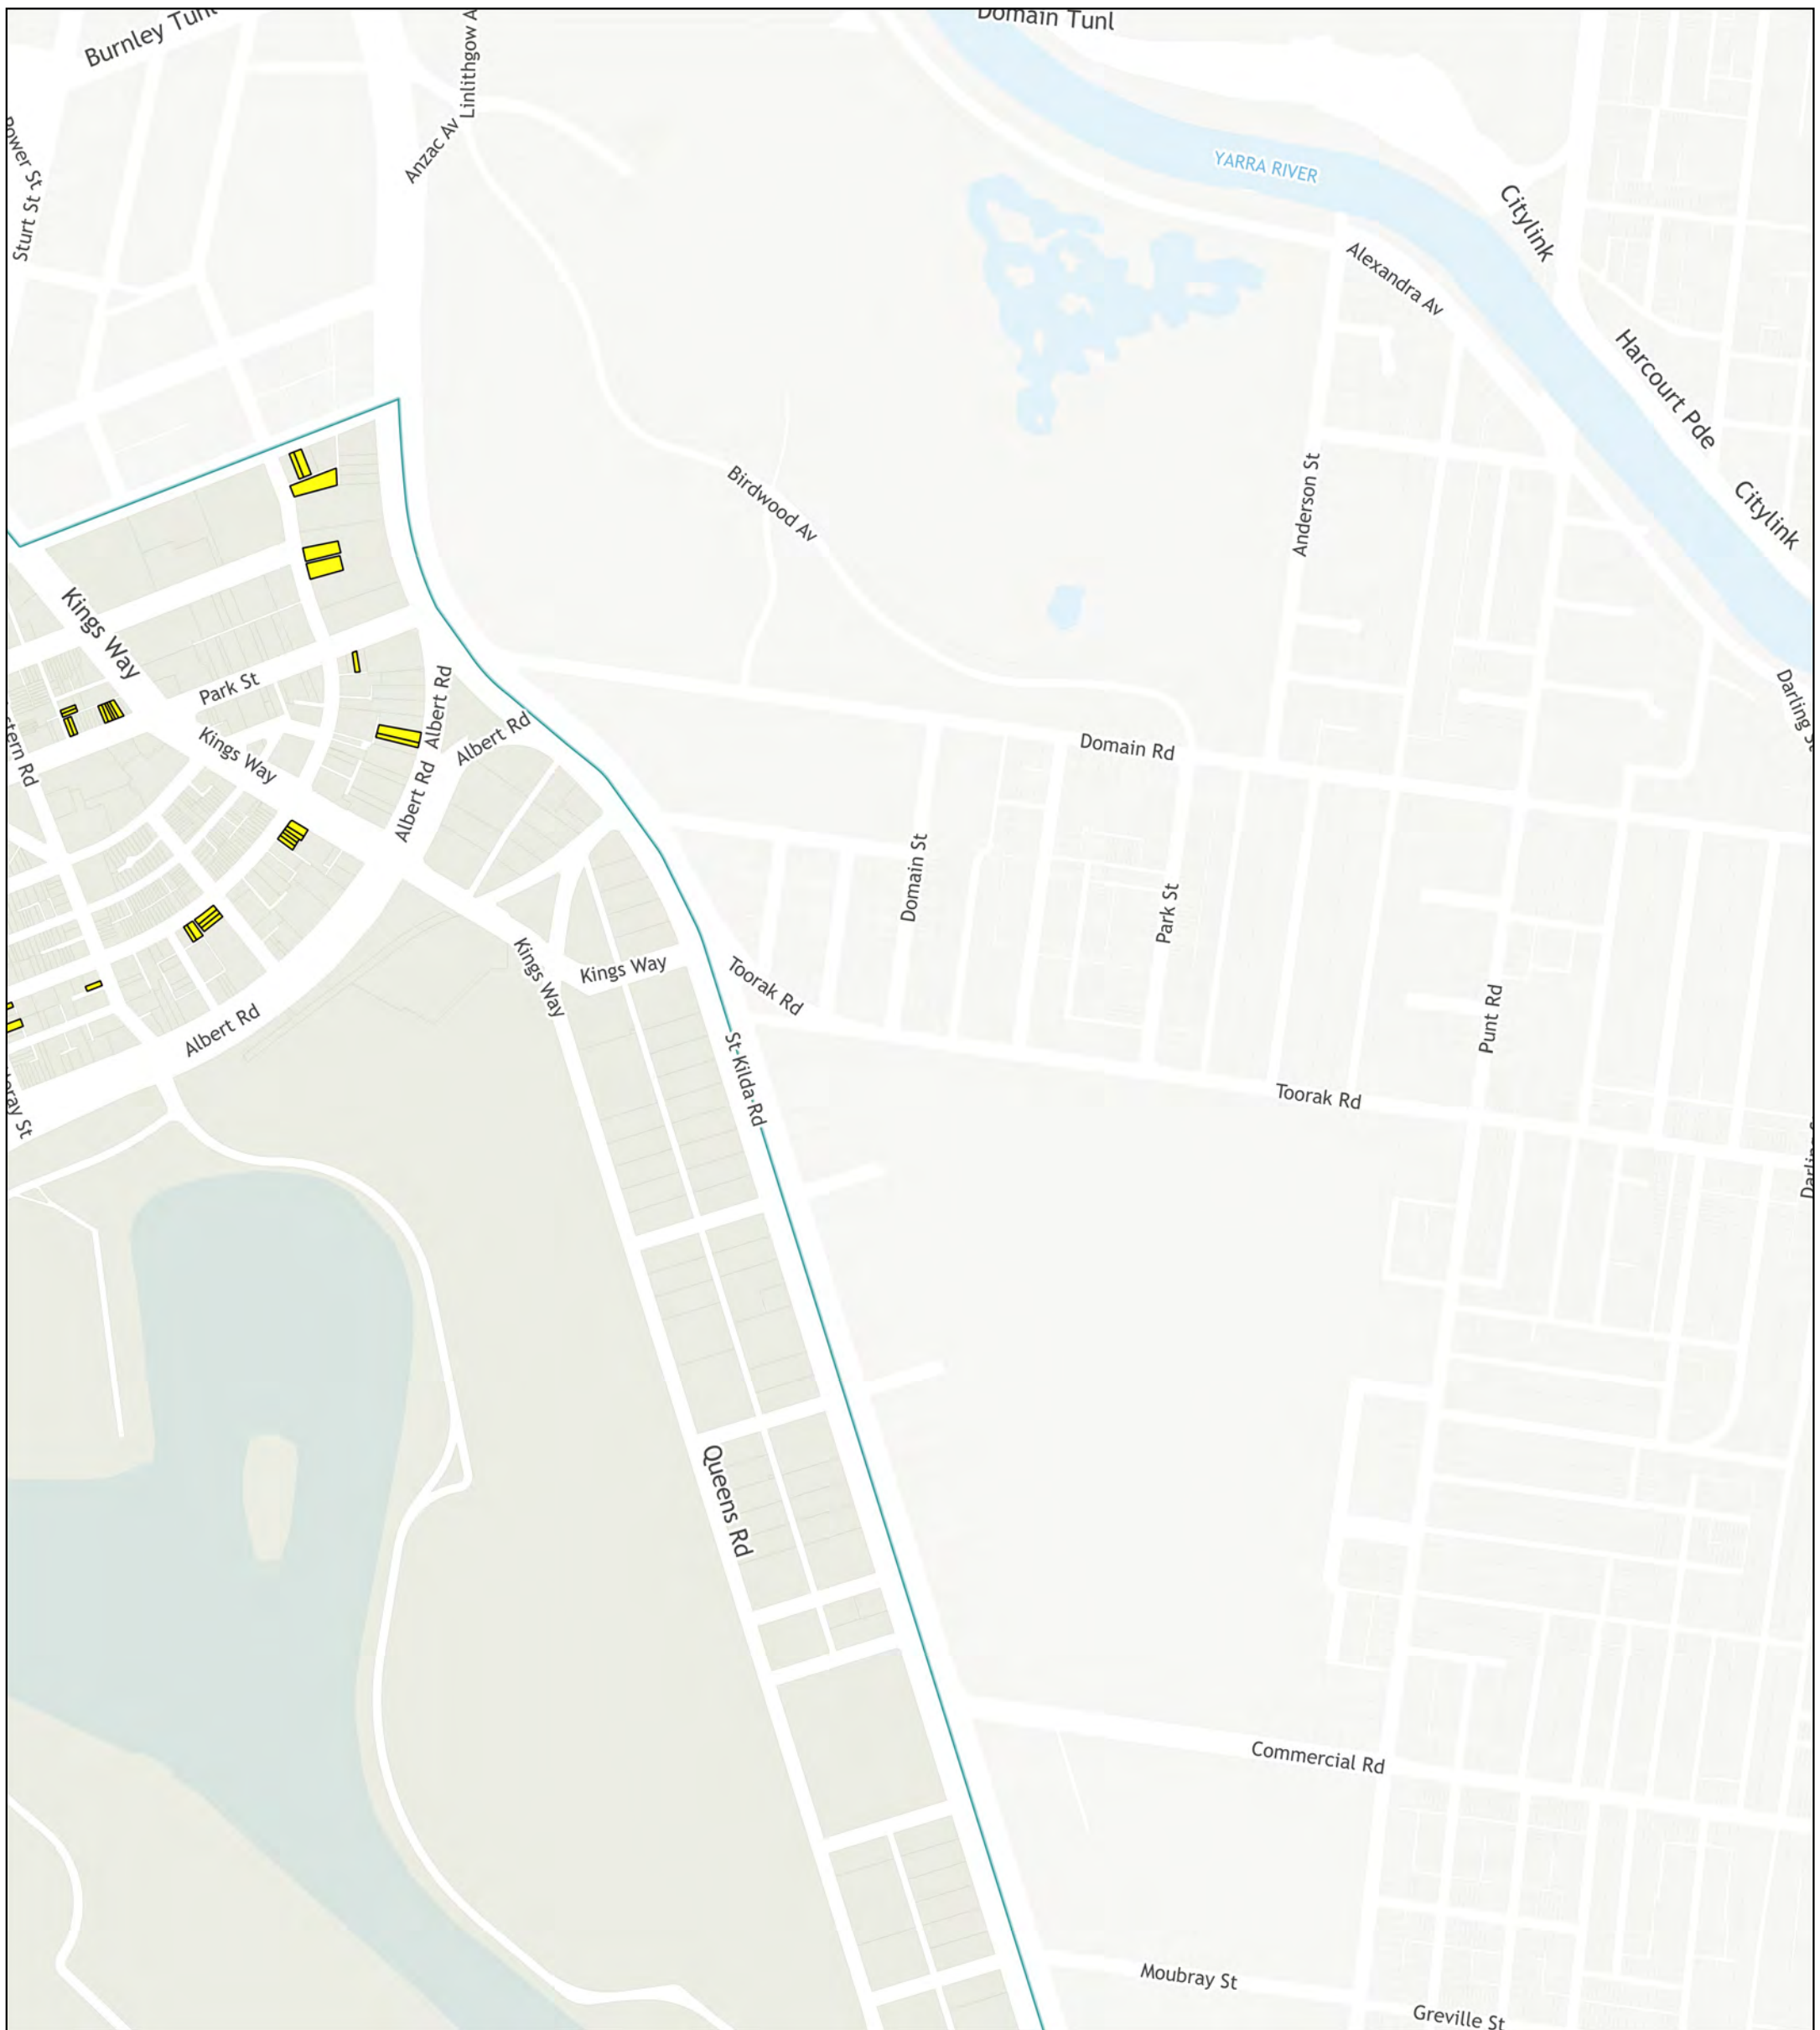 Domain Tunl
Burnley Tunl
Linlithgow A
Anzac Av
Power St
Sturt St
YARRA RIVER
Citylink
Alexandra Av
Harcourt Pde
Citylink
Anderson St
Birdwood Av
Kings Way
Park St
Albert Rd
Albert Rd
Kings Way
Albert Rd
Domain Rd
Darling S
stern Rd
Domain St
Park St
Kings Way
Kings Way
Toorak Rd
Punt Rd
Albert Rd
St Kilda Rd
Toorak Rd
ray St
Queens Rd
Commercial Rd
Moubray St
Greville St